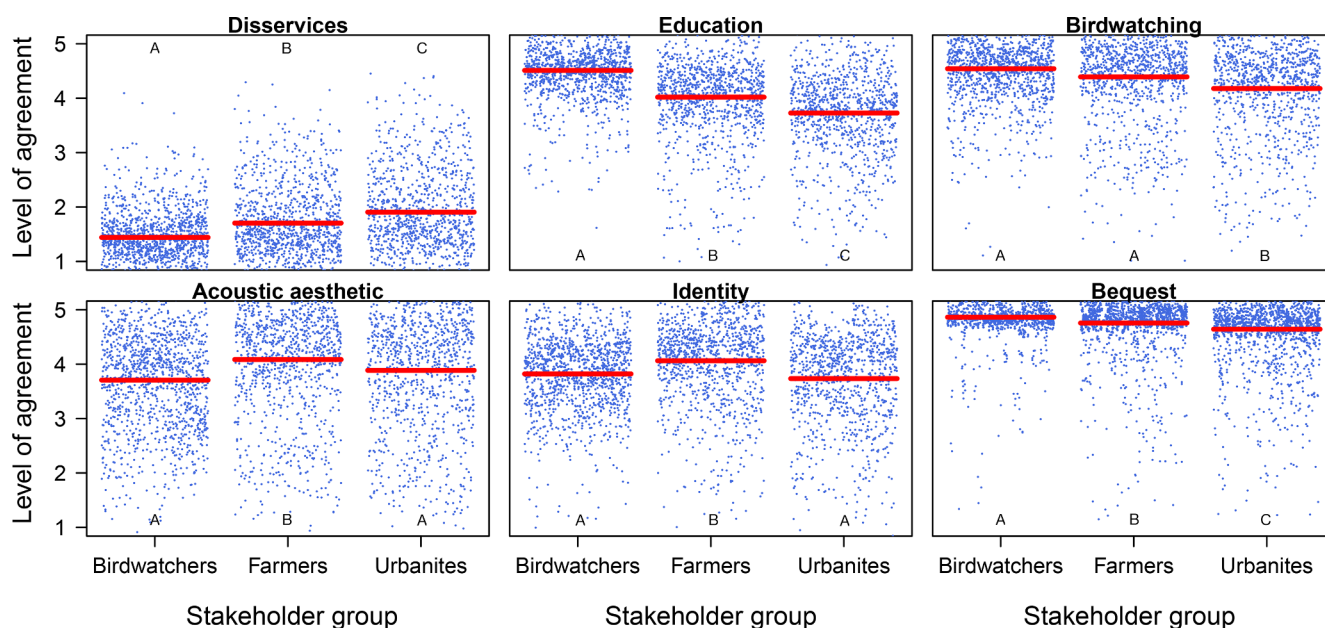 Disservices Education Birdwatching
Level of agreement
5 4 3 2 1
A B C
A B C
A A B
Acoustic aesthetic Identity Bequest
Level of agreement
5 4 3 2 1
A B A
A B A
A B C
Birdwatchers Farmers Urbanites Birdwatchers Farmers Urbanites Birdwatchers Farmers Urbanites
Stakeholder group Stakeholder group Stakeholder group